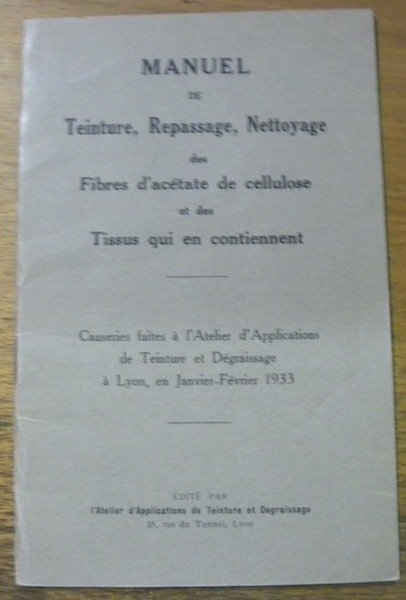 MANUEL
DE
Teinture, Repassage, Nettoyage
des
Fibres d'acétate de cellulose
et des
Tissus qui en contiennent
Causeries faites à l'Atelier d'Applications
de Teinture et Dégraissage
à Lyon, en Janvier-Février 1933
ÉDITÉ PAR
l'Atelier d'Applications de Teinture et Dégraissage
rue du Tunnel, Lyon